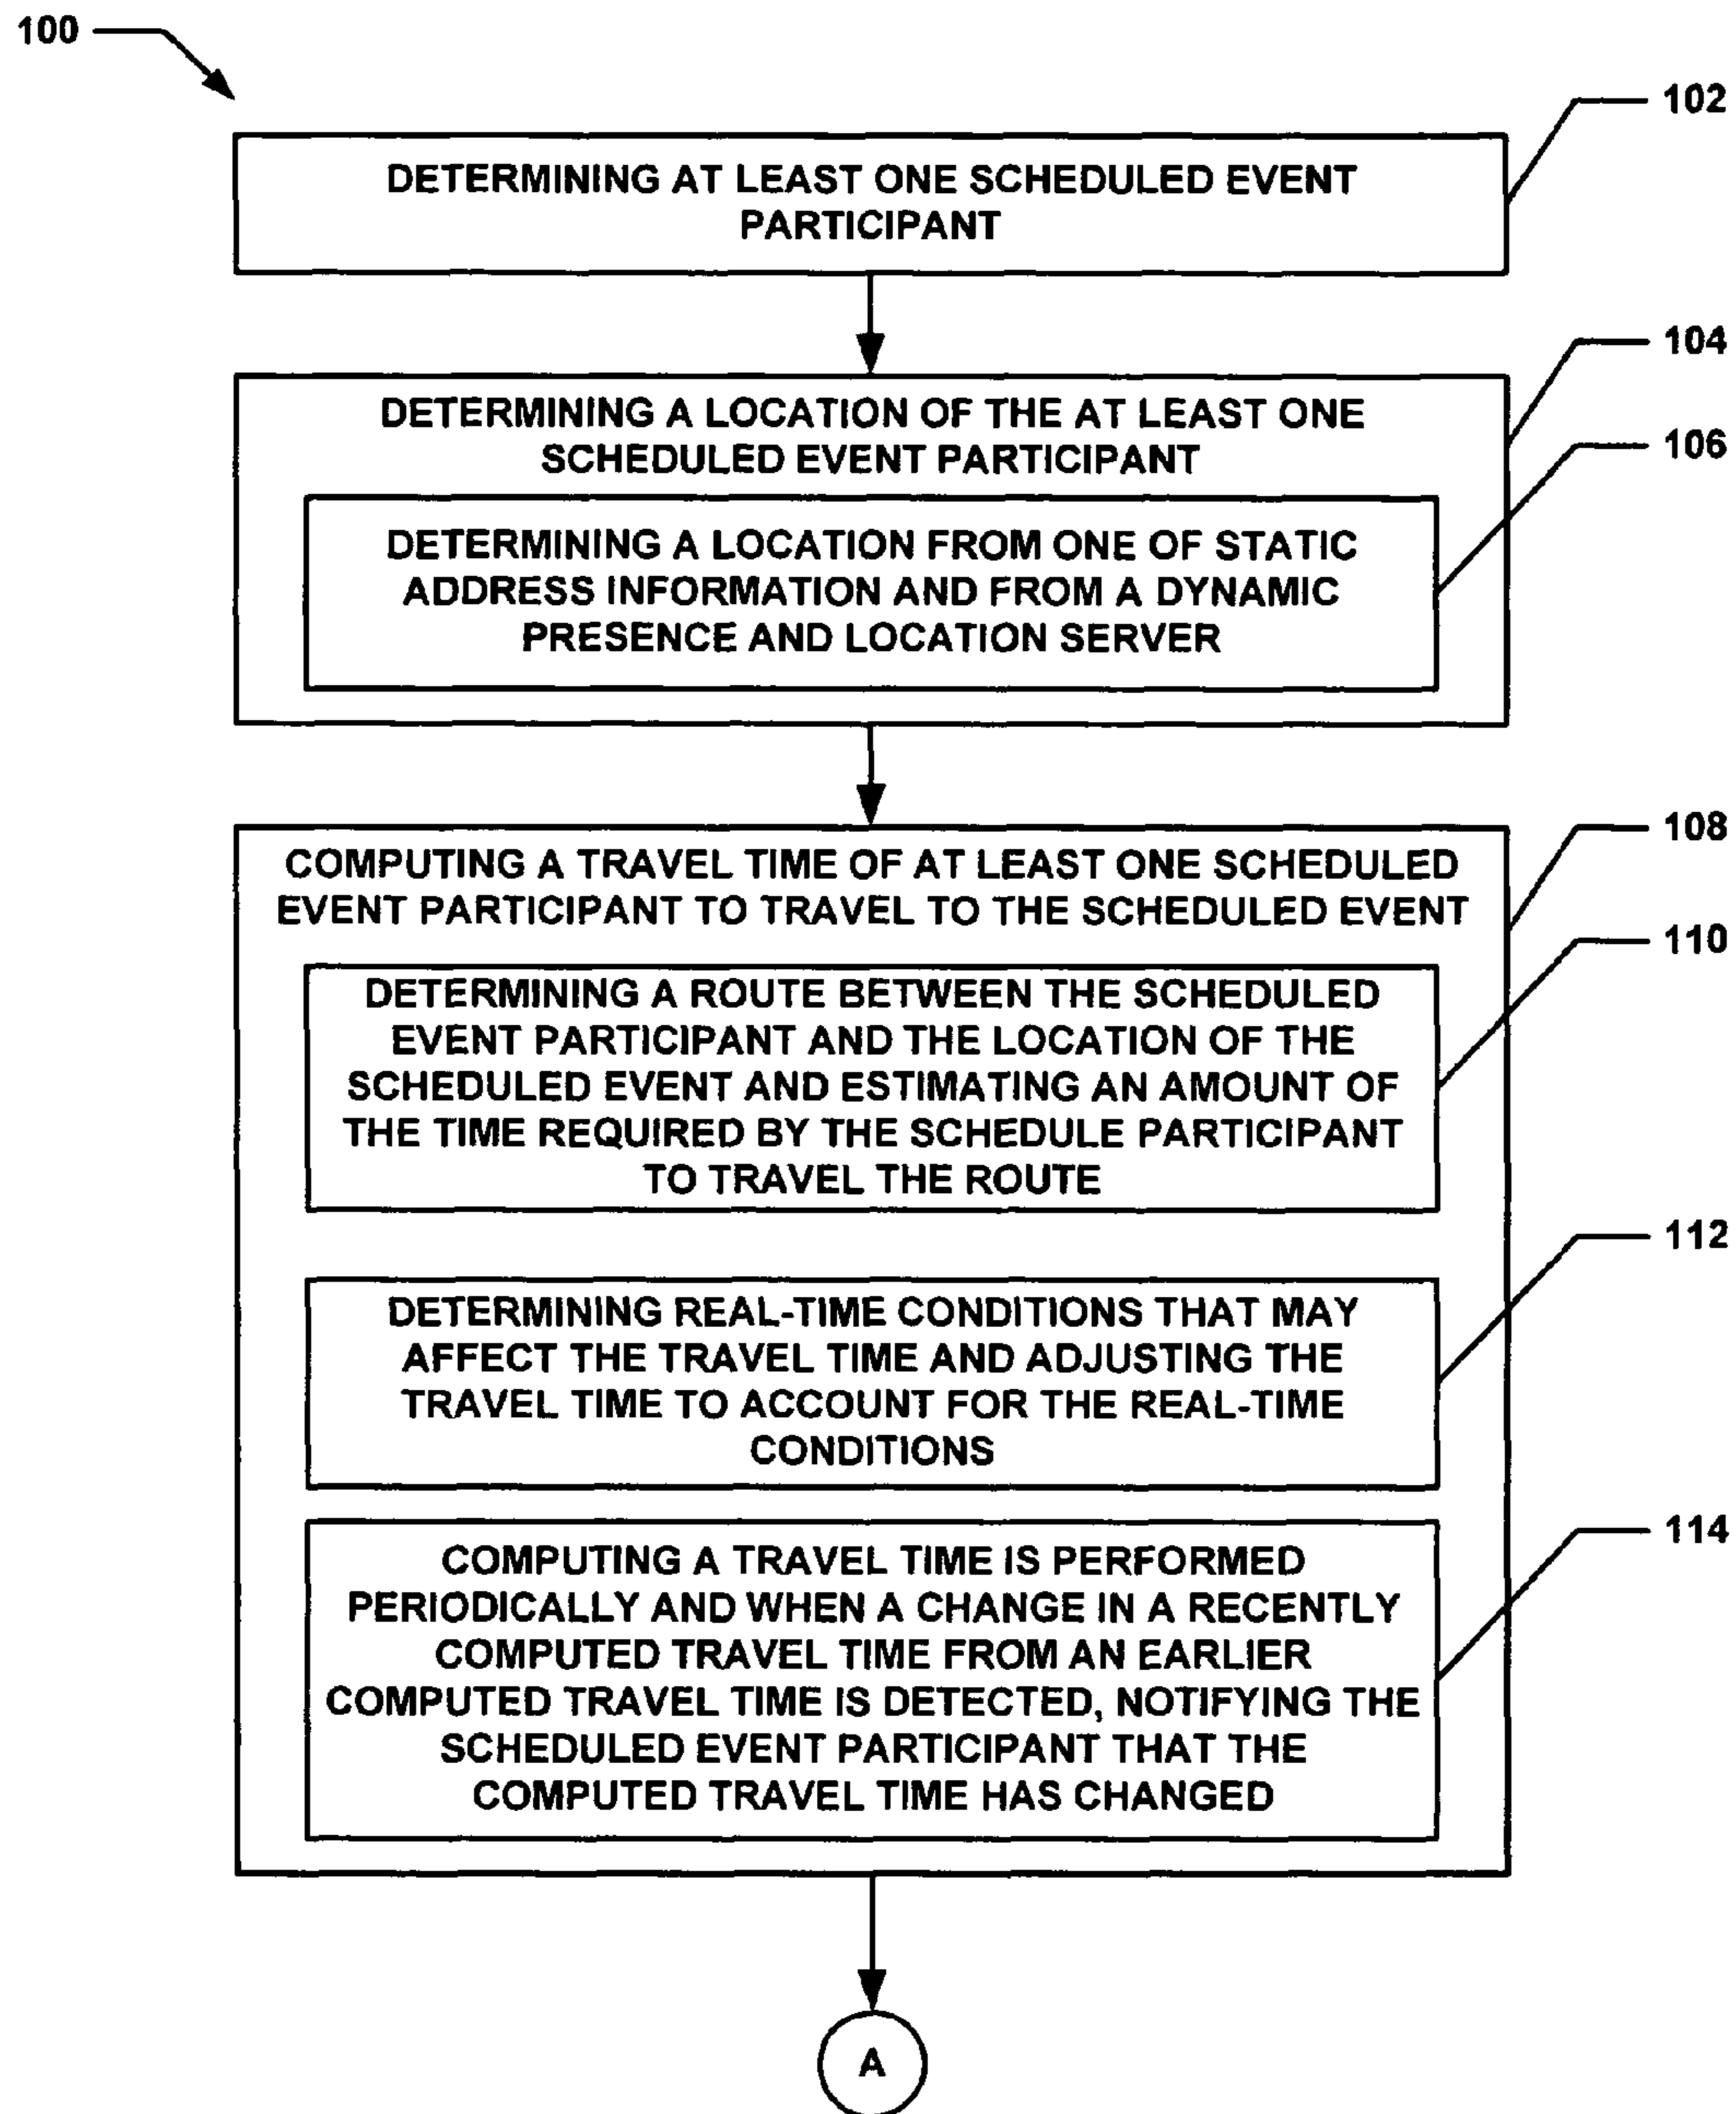 100
102
DETERMINING AT LEAST ONE SCHEDULED EVENT
PARTICIPANT
104
DETERMINING A LOCATION OF THE AT LEAST ONE
SCHEDULED EVENT PARTICIPANT
106
DETERMINING A LOCATION FROM ONE OF STATIC
ADDRESS INFORMATION AND FROM A DYNAMIC
PRESENCE AND LOCATION SERVER
108
COMPUTING A TRAVEL TIME OF AT LEAST ONE SCHEDULED
EVENT PARTICIPANT TO TRAVEL TO THE SCHEDULED EVENT
110
DETERMINING A ROUTE BETWEEN THE SCHEDULED
EVENT PARTICIPANT AND THE LOCATION OF THE
SCHEDULED EVENT AND ESTIMATING AN AMOUNT OF
THE TIME REQUIRED BY THE SCHEDULE PARTICIPANT
TO TRAVEL THE ROUTE
112
DETERMINING REAL-TIME CONDITIONS THAT MAY
AFFECT THE TRAVEL TIME AND ADJUSTING THE
TRAVEL TIME TO ACCOUNT FOR THE REAL-TIME
CONDITIONS
114
COMPUTING A TRAVEL TIME IS PERFORMED
PERIODICALLY AND WHEN A CHANGE IN A RECENTLY
COMPUTED TRAVEL TIME FROM AN EARLIER
COMPUTED TRAVEL TIME IS DETECTED, NOTIFYING THE
SCHEDULED EVENT PARTICIPANT THAT THE
COMPUTED TRAVEL TIME HAS CHANGED
A